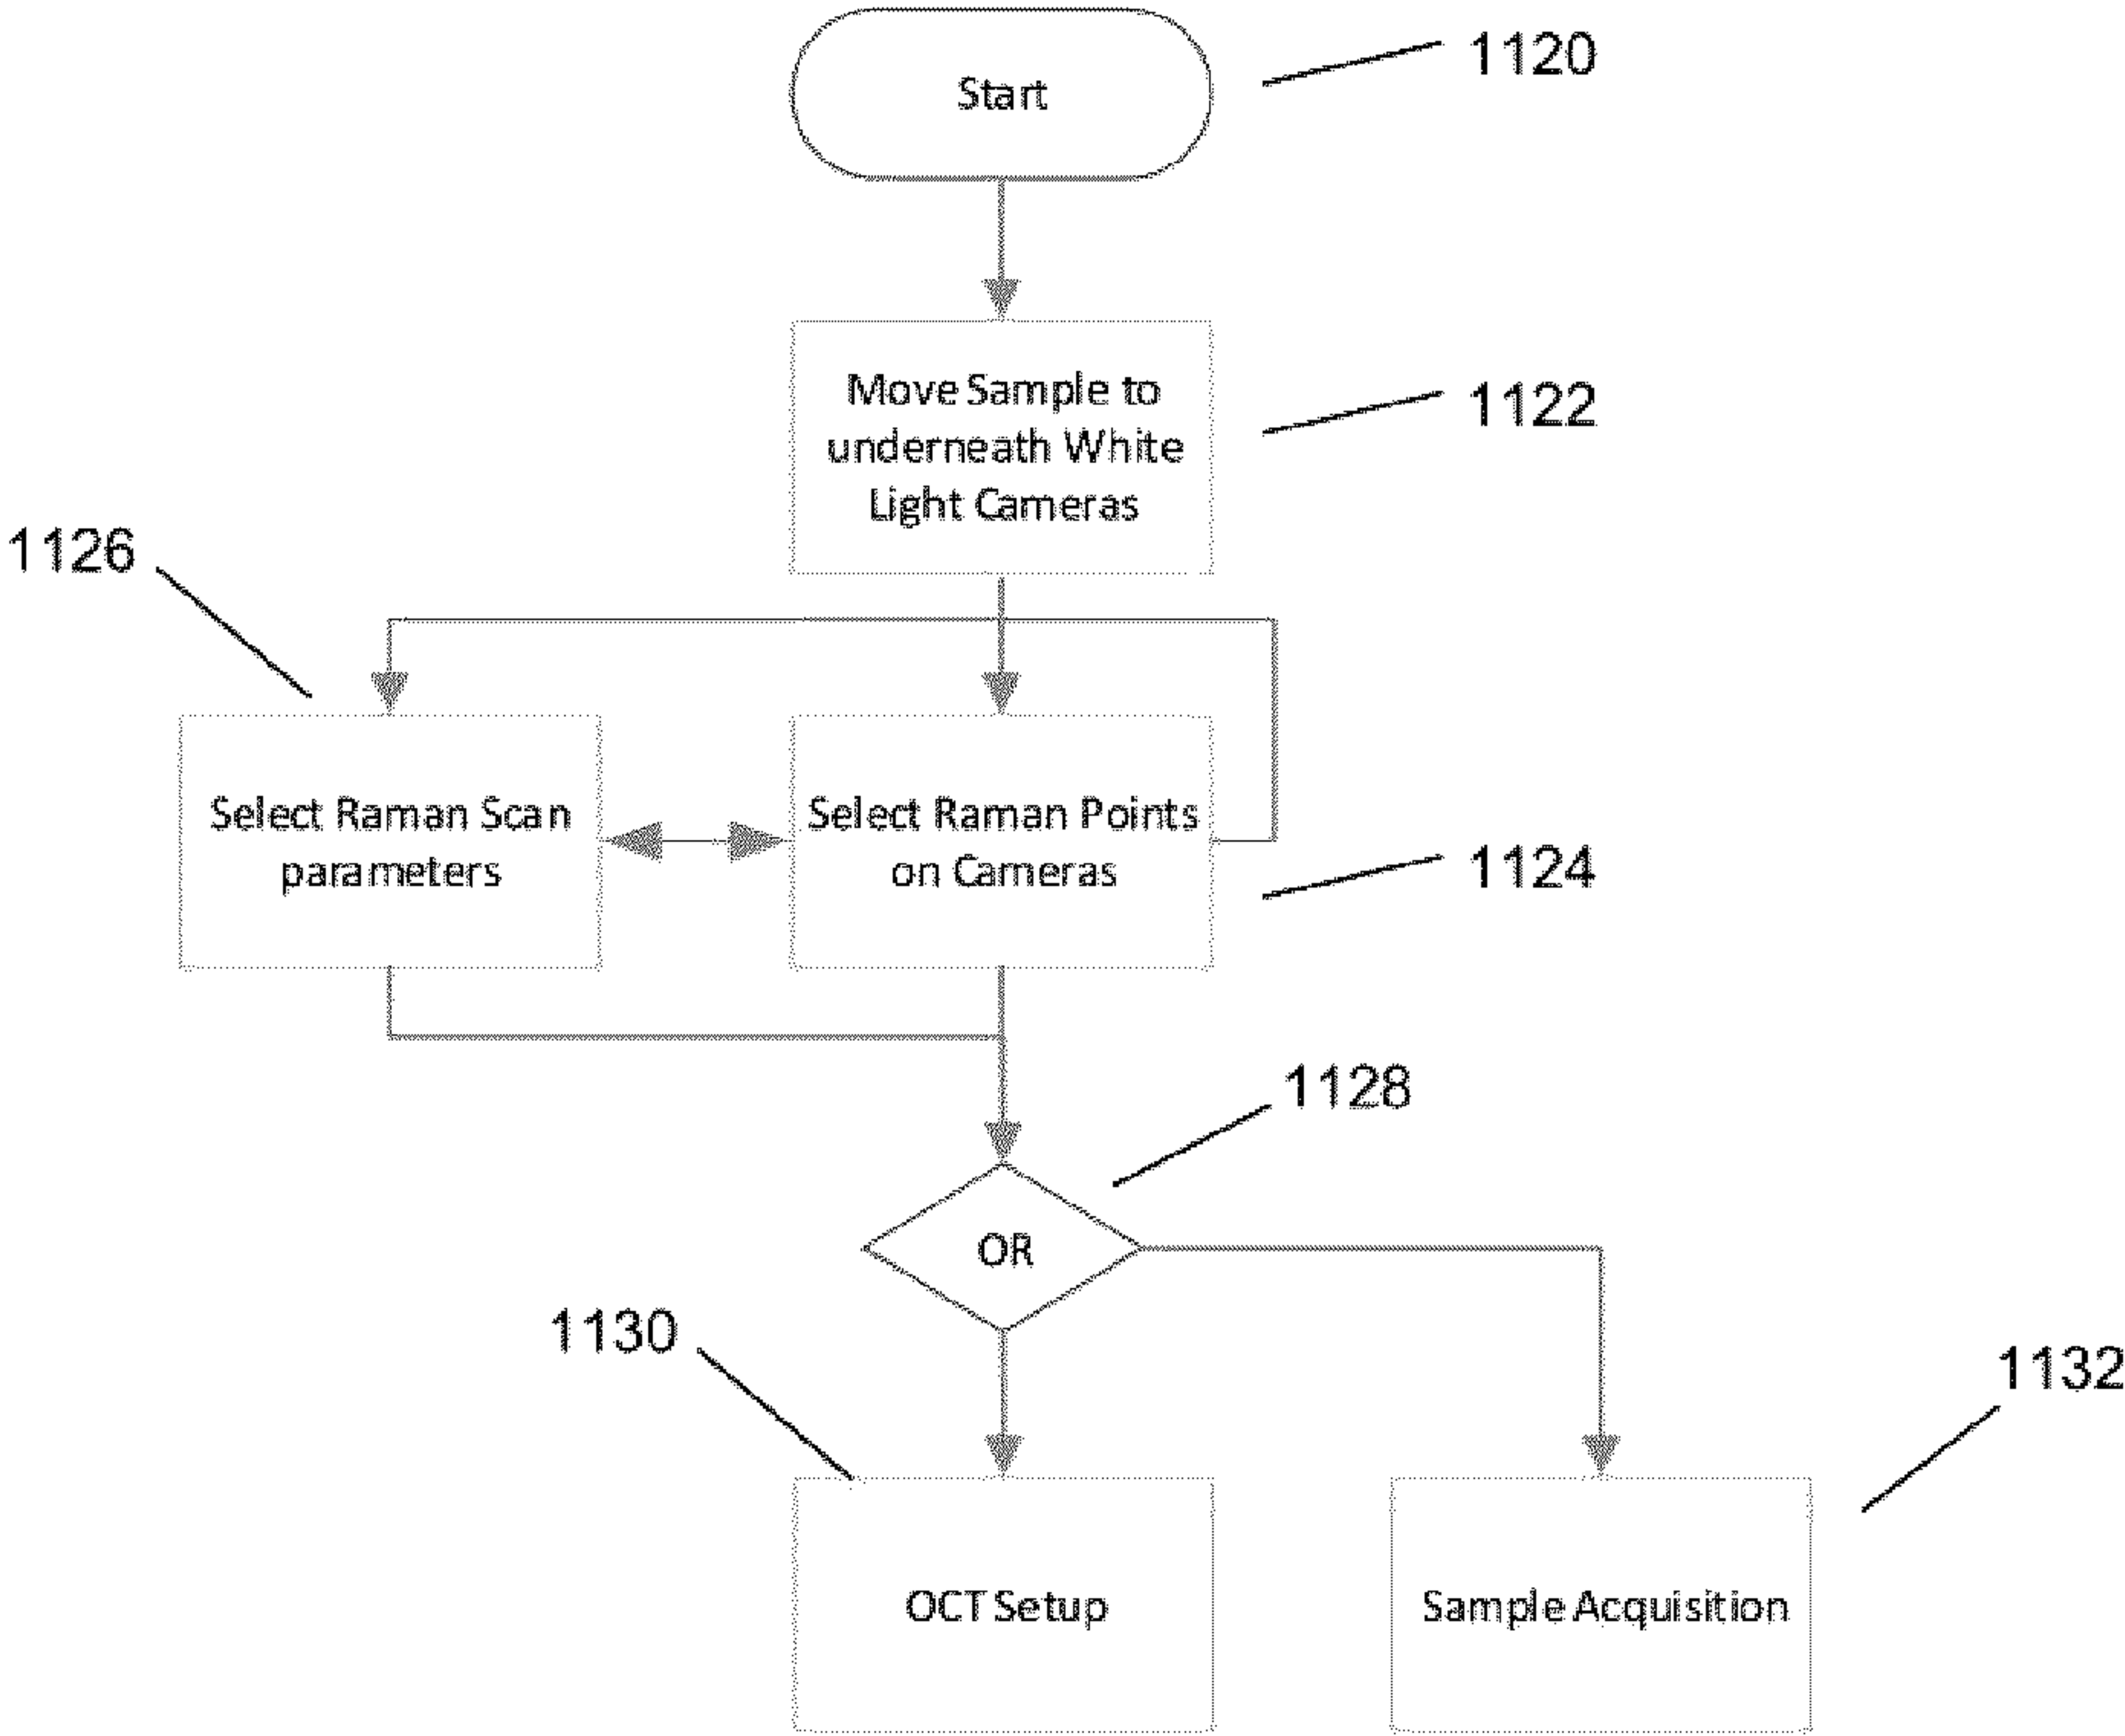 Start
1120
Move Sample to
underneath White
Light Cameras
1122
1126
Select Raman Scan
parameters
Select Raman Points
on Cameras
1124
1128
OR
1130
1132
OCT Setup
Sample Acquisition